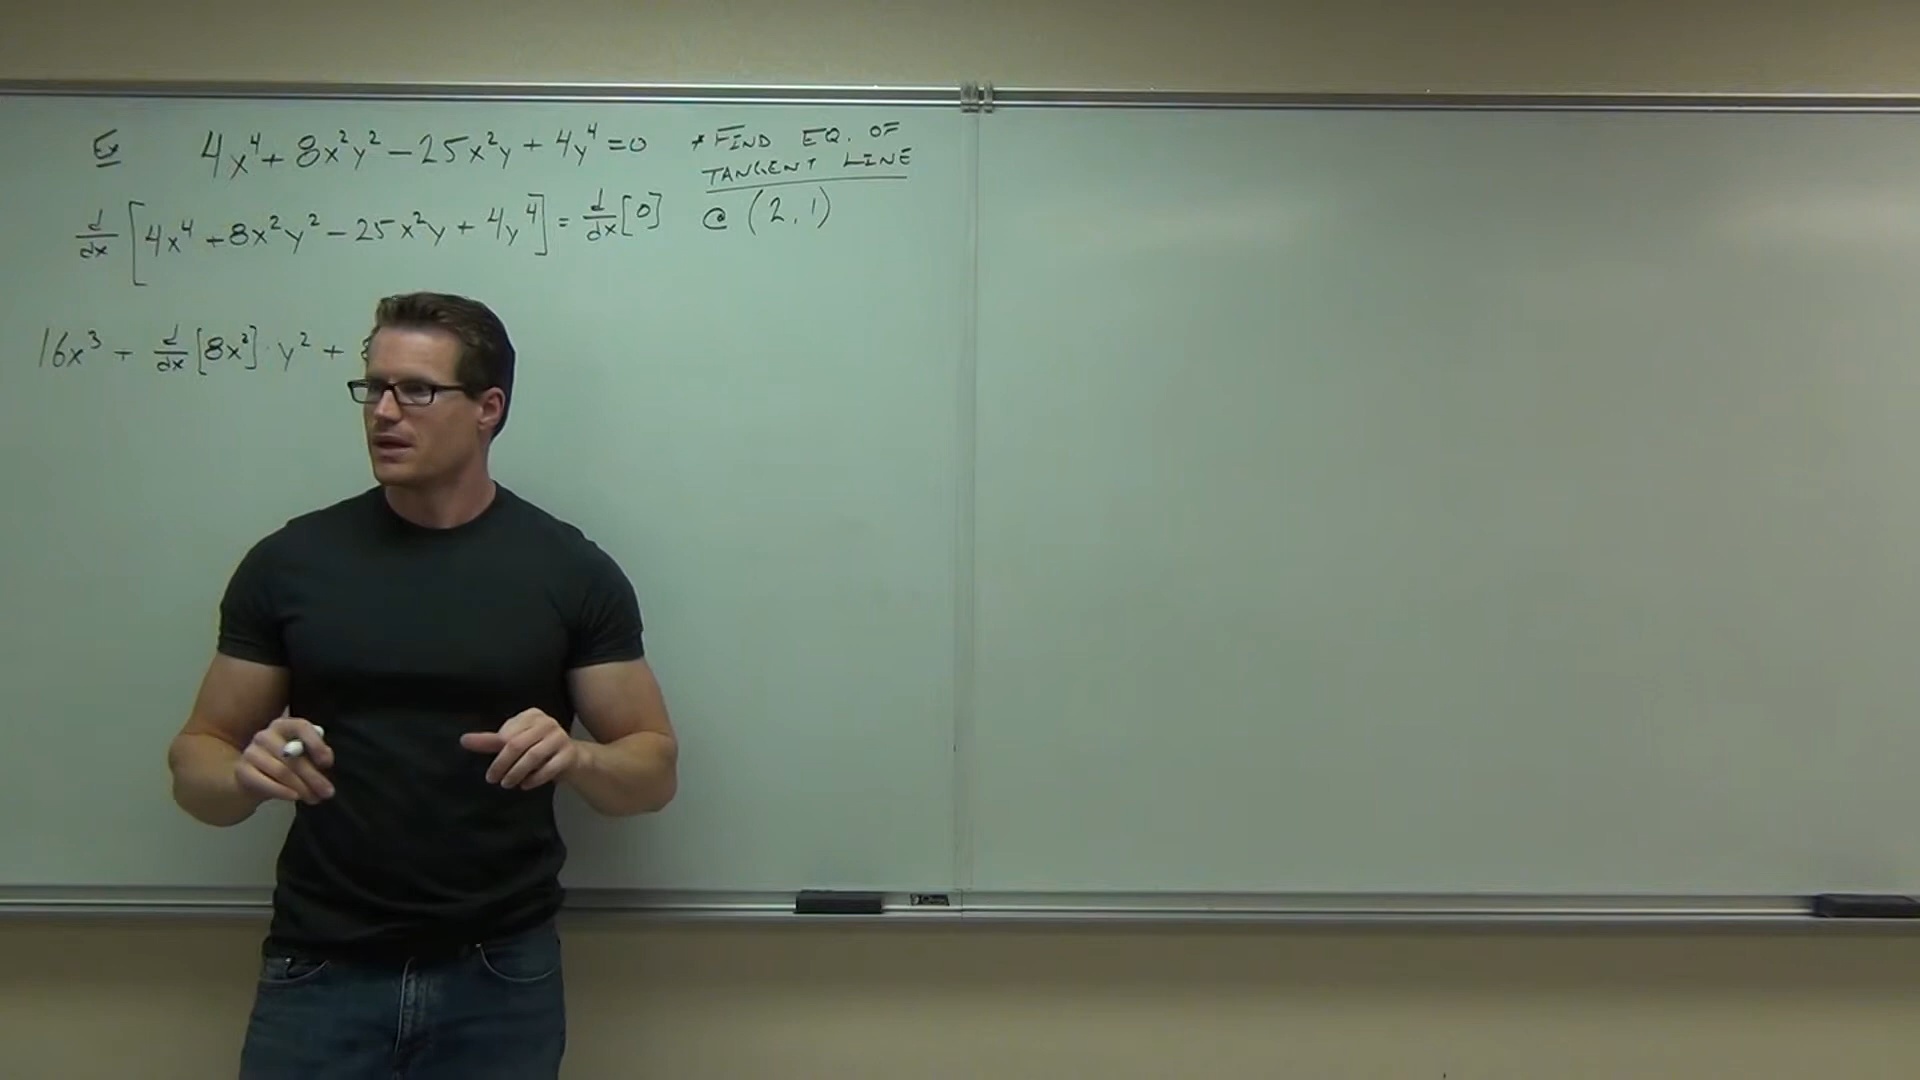 Ex 4x⁴ + 8x²y² - 25x²y + 4y⁴ = 0
d/dx [4x⁴ + 8x²y² - 25x²y + 4y⁴] = d/dx [0]
16x³ + d/dx [8x²] · y² +
* FIND EQ. OF
TANGENT LINE
@ (2, 1)